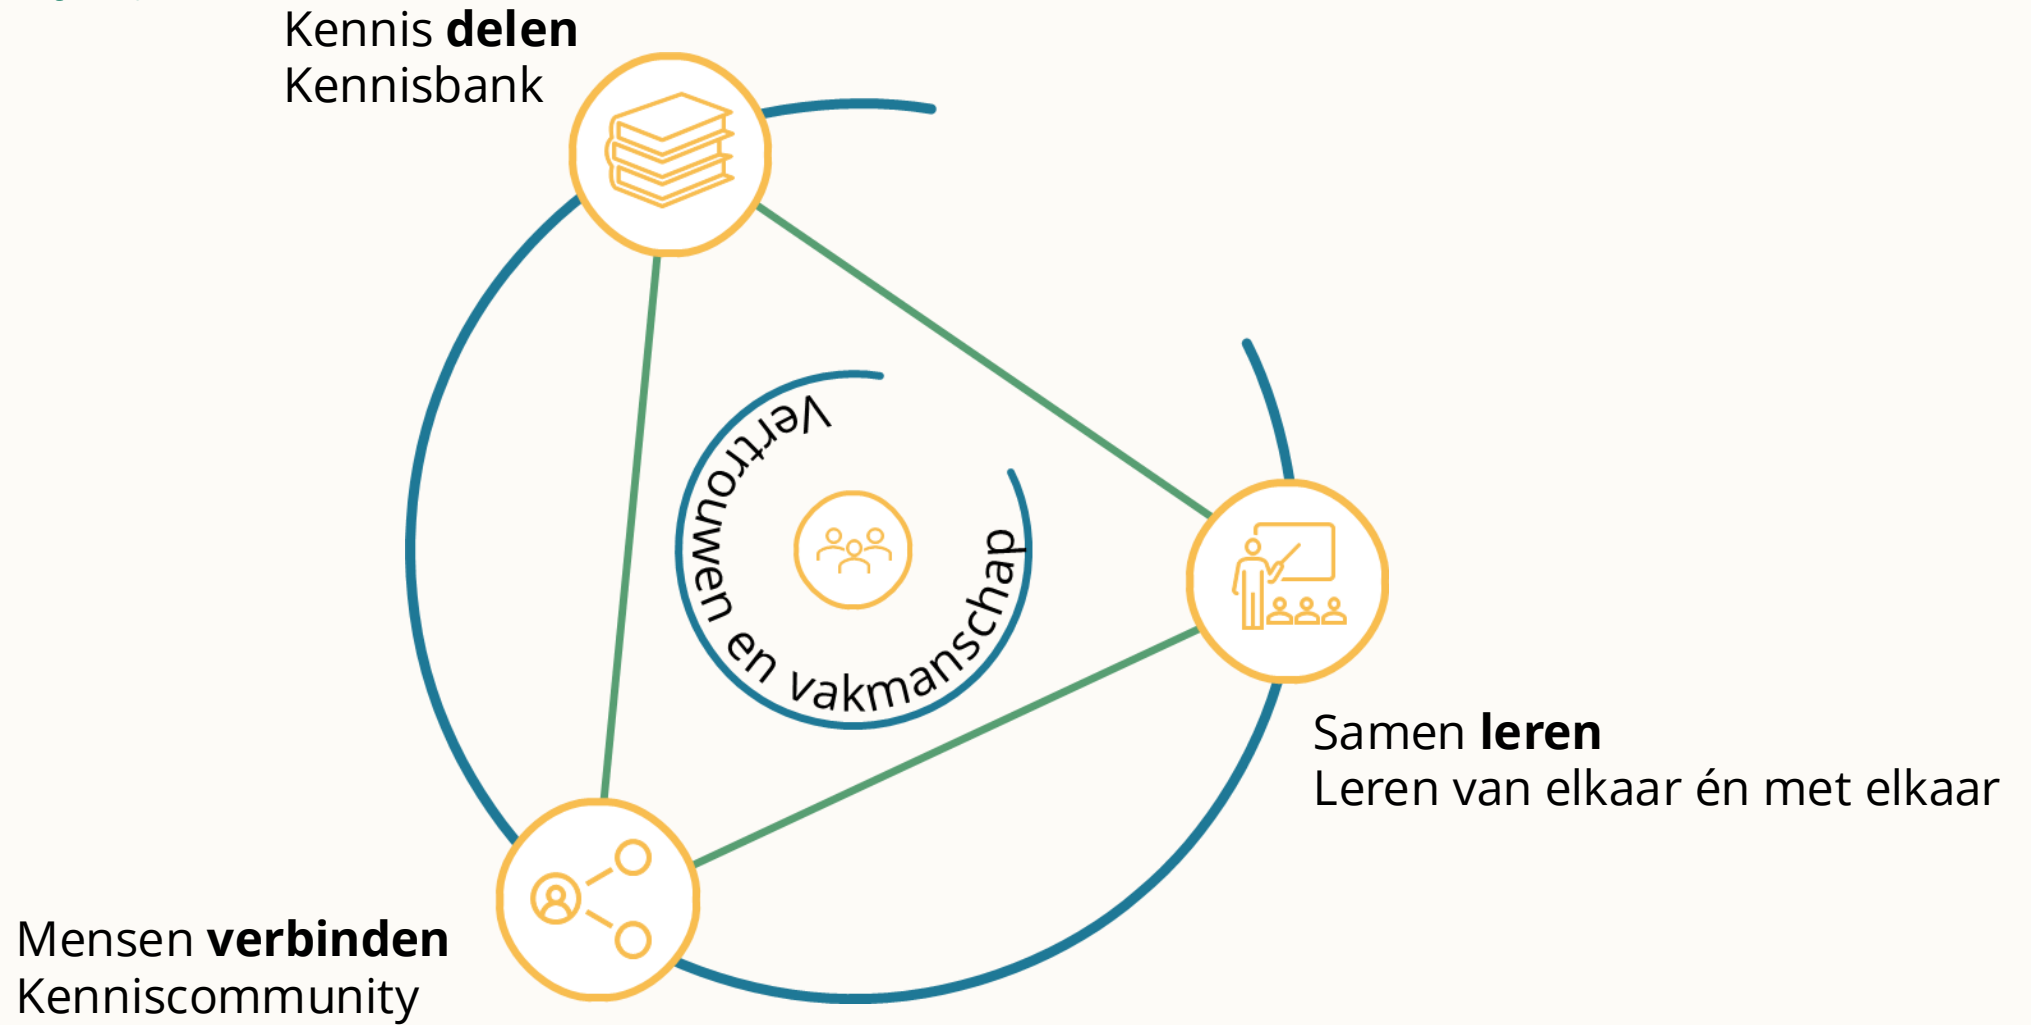 Kennis delen
Kennisbank
Vertrouwen en vakmanschap
Samen leren
Leren van elkaar én met elkaar
Mensen verbinden
Kenniscommunity